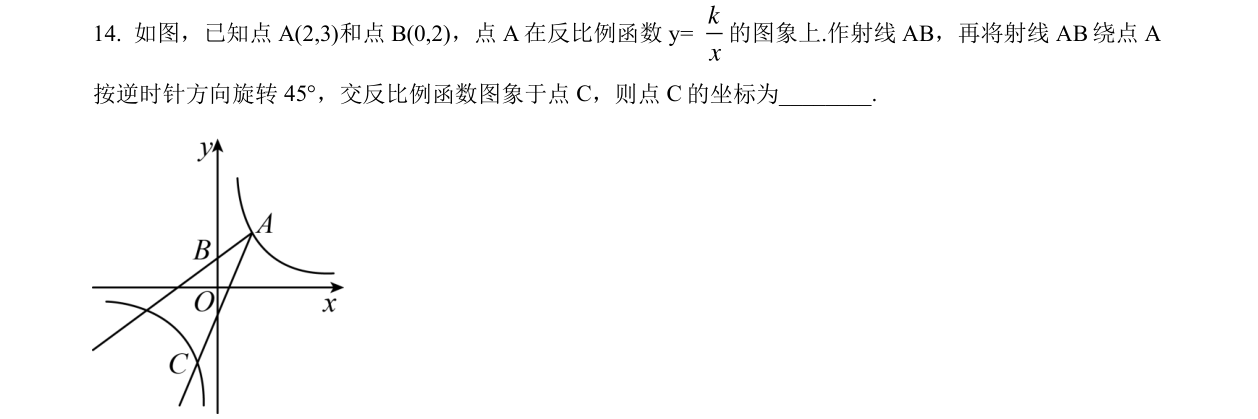 14. 如图，已知点 A(2,3)和点 B(0,2)，点 A 在反比例函数 y= k/x 的图象上.作射线 AB，再将射线 AB 绕点 A
按逆时针方向旋转 45°，交反比例函数图象于点 C，则点 C 的坐标为________.
y
A
B
O
x
C